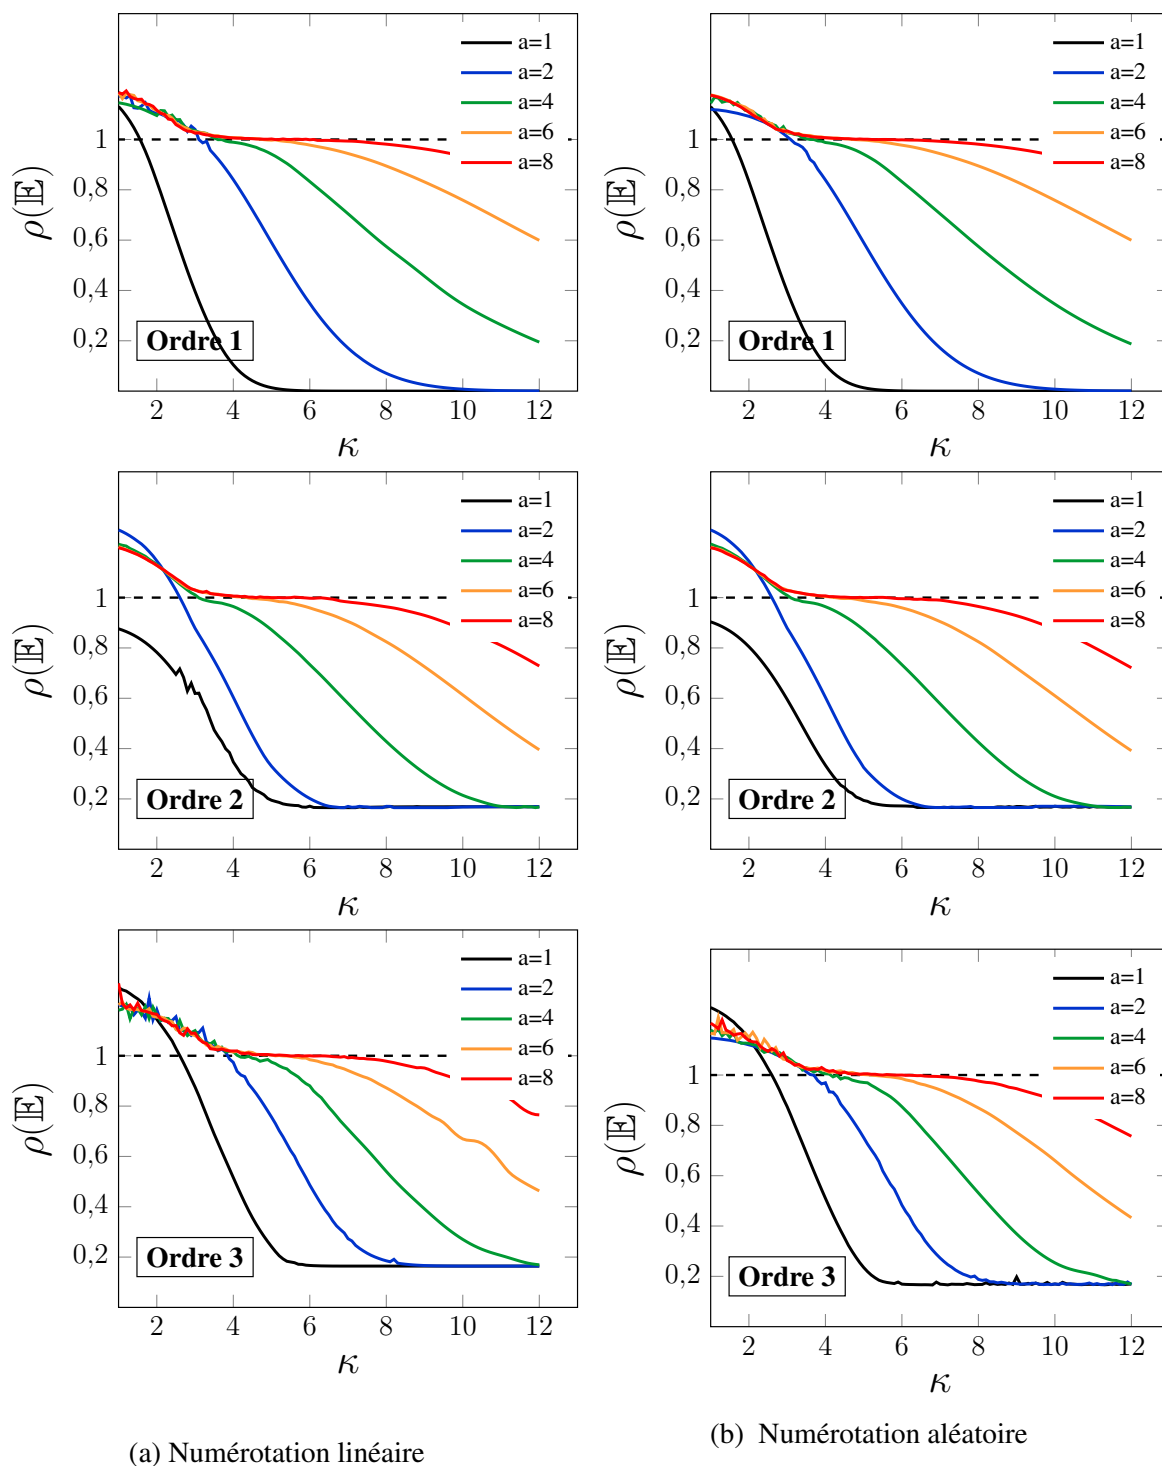 a=1
a=2
a=4
a=6
a=8
1
0,8
0,6
0,4
0,2
ρ(𝔼)
Ordre 1
2 4 6 8 10 12
κ
a=1
a=2
a=4
a=6
a=8
1
0,8
0,6
0,4
0,2
ρ(𝔼)
Ordre 1
2 4 6 8 10 12
κ
a=1
a=2
a=4
a=6
a=8
1
0,8
0,6
0,4
0,2
ρ(𝔼)
Ordre 2
2 4 6 8 10 12
κ
a=1
a=2
a=4
a=6
a=8
1
0,8
0,6
0,4
0,2
ρ(𝔼)
Ordre 2
2 4 6 8 10 12
κ
a=1
a=2
a=4
a=6
a=8
1
0,8
0,6
0,4
0,2
ρ(𝔼)
Ordre 3
2 4 6 8 10 12
κ
a=1
a=2
a=4
a=6
a=8
1
0,8
0,6
0,4
0,2
ρ(𝔼)
Ordre 3
2 4 6 8 10 12
κ
(a) Numérotation linéaire
(b) Numérotation aléatoire